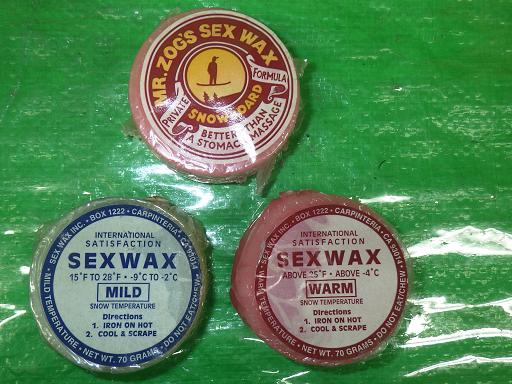 MR. ZOG'S SEX WAX
PRIVATE
FORMULA
SNOWBOARD
BETTER THAN
A STOMACH MASSAGE
SEX WAX INC. • BOX 1222 • CARPINTERIA, CA 93014
INTERNATIONAL
SATISFACTION
SEXWAX
15°F TO 28°F • -9°C TO -2°C
MILD
SNOW TEMPERATURE
Directions
1. IRON ON HOT
2. COOL & SCRAPE
MILD TEMPERATURE • NET WT. 70 GRAMS • DO NOT EAT/CHEW
SEX WAX INC. • BOX 1222 • CARPINTERIA, CA 93014
INTERNATIONAL
SATISFACTION
SEXWAX
ABOVE 25°F • ABOVE -4°C
WARM
SNOW TEMPERATURE
Directions
1. IRON ON HOT
2. COOL & SCRAPE
WARM TEMPERATURE • NET WT. 70 GRAMS • DO NOT EAT/CHEW